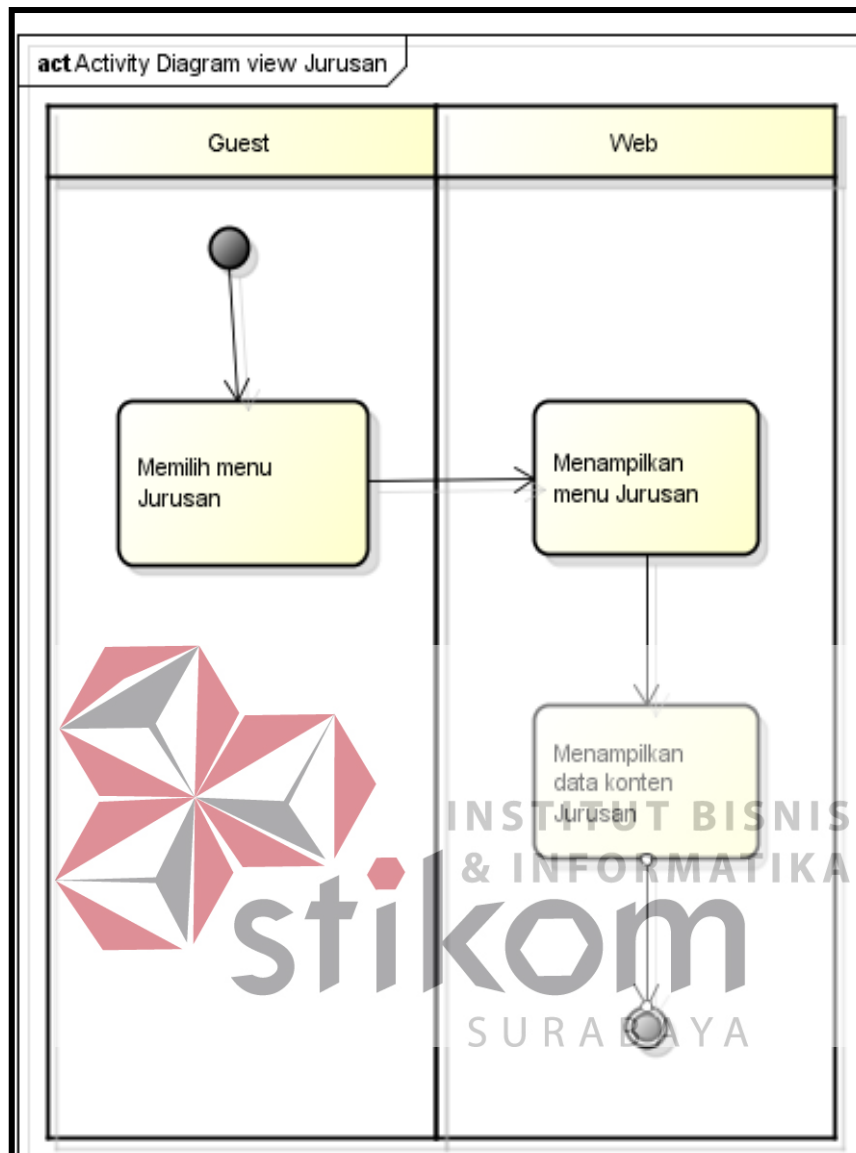 act Activity Diagram view Jurusan
Guest
Web
Memilih menu
Jurusan
Menampilkan
menu Jurusan
Menampilkan
data konten
Jurusan
INSTITUT BISNIS
& INFORMATIKA
stikom
SURABAYA